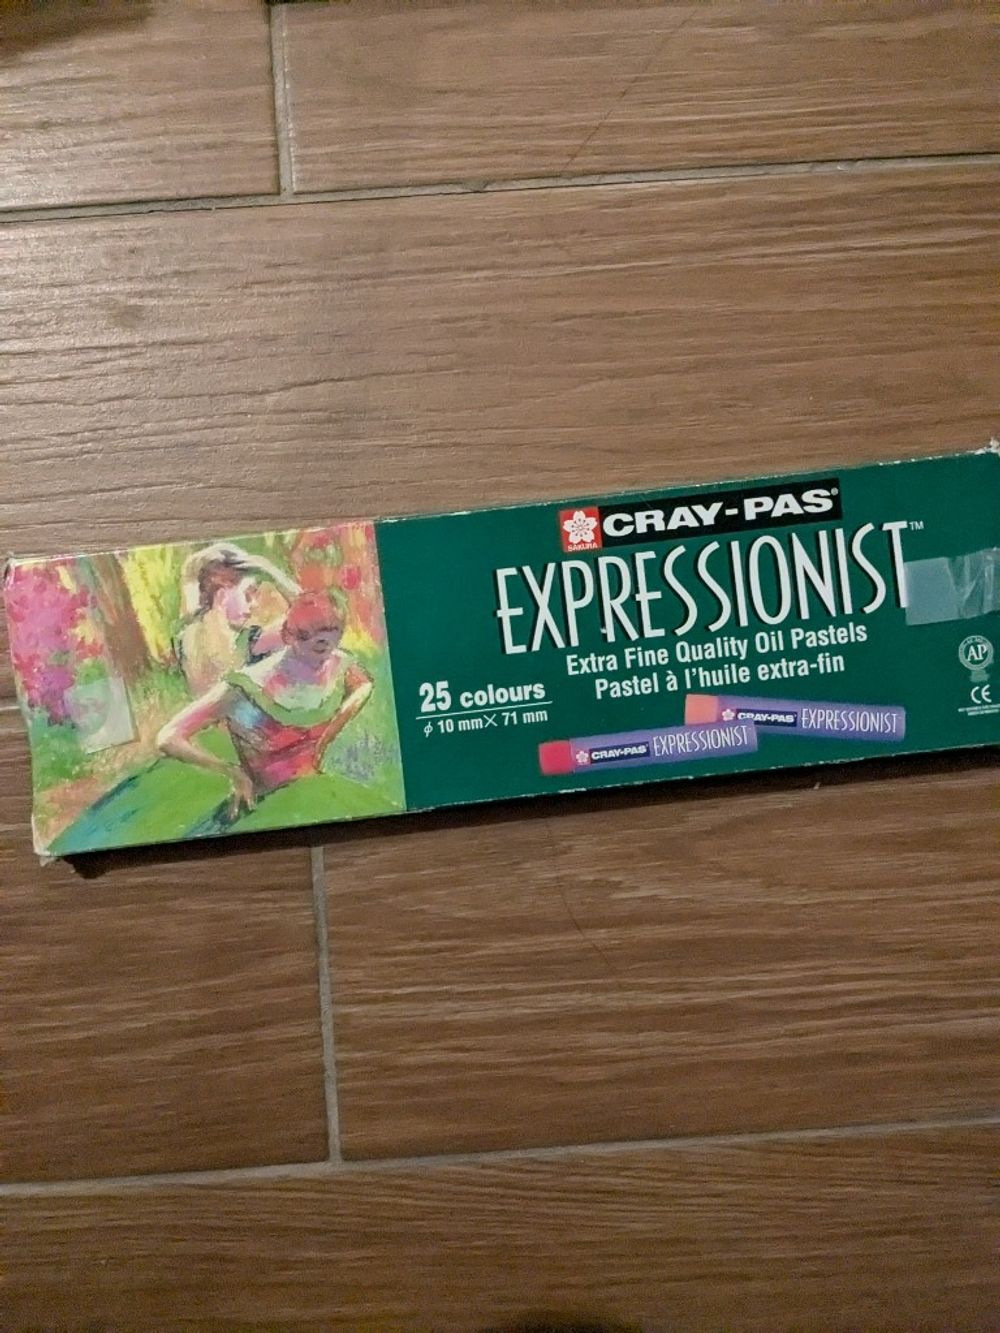 CRAY-PAS®
SAKURA
EXPRESSIONIST™
Extra Fine Quality Oil Pastels
Pastel à l'huile extra-fin
25 colours
ϕ 10 mm X 71 mm
CRAY-PAS EXPRESSIONIST
CRAY-PAS EXPRESSIONIST
AP
CE